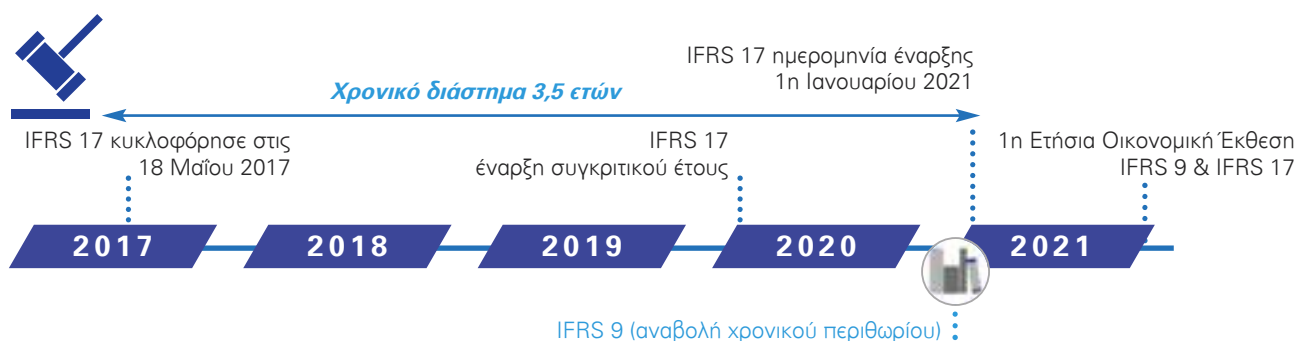 IFRS 17 ημερομηνία έναρξης
1η Ιανουαρίου 2021
Χρονικό διάστημα 3,5 ετών
IFRS 17 κυκλοφόρησε στις
18 Μαΐου 2017
IFRS 17
έναρξη συγκριτικού έτους
1η Ετήσια Οικονομική Έκθεση
IFRS 9 & IFRS 17
2017
2018
2019
2020
2021
IFRS 9 (αναβολή χρονικού περιθωρίου)